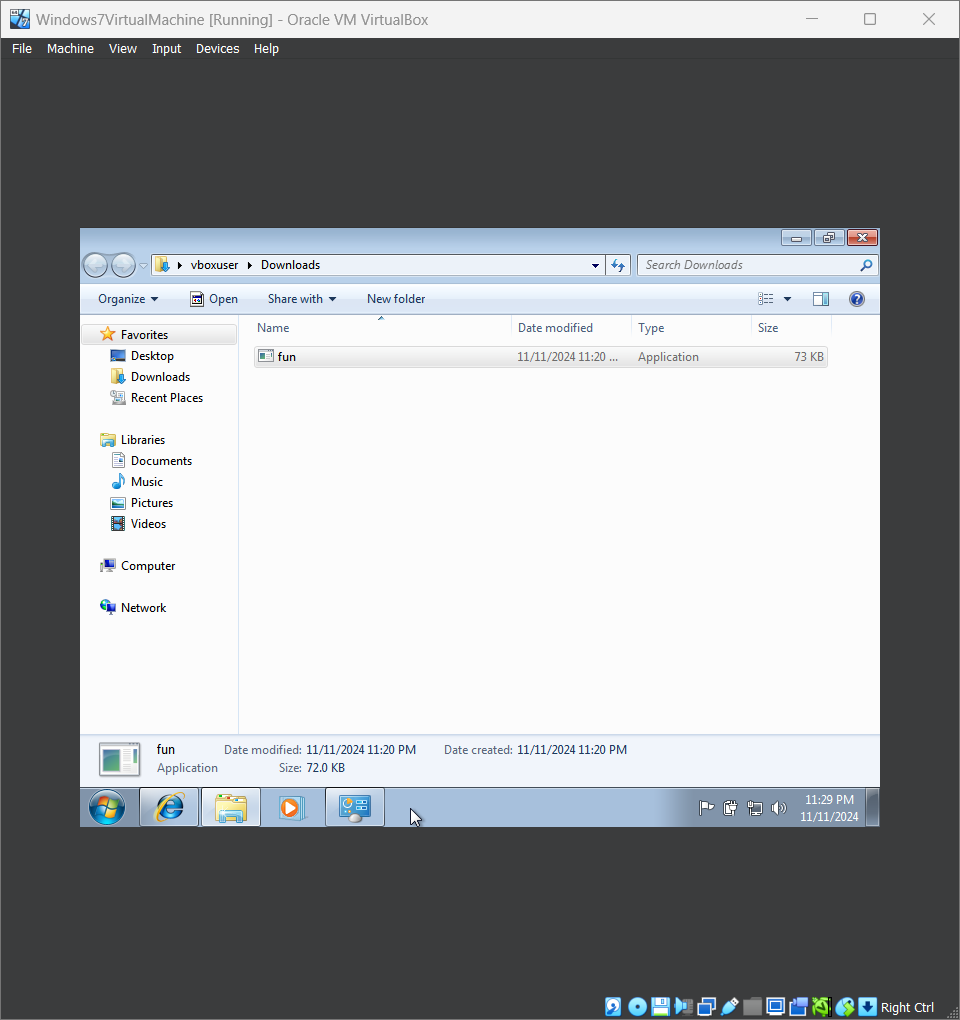 Windows7VirtualMachine [Running] - Oracle VM VirtualBox
File Machine View Input Devices Help
vboxuser Downloads Search Downloads
Organize Open Share with New folder
Name Date modified Type Size
Favorites
Desktop
Downloads
Recent Places
Libraries
Documents
Music
Pictures
Videos
Computer
Network
fun 11/11/2024 11:20 ... Application 73 KB
fun Date modified: 11/11/2024 11:20 PM Date created: 11/11/2024 11:20 PM
Application Size: 72.0 KB
11:29 PM
11/11/2024
Right Ctrl